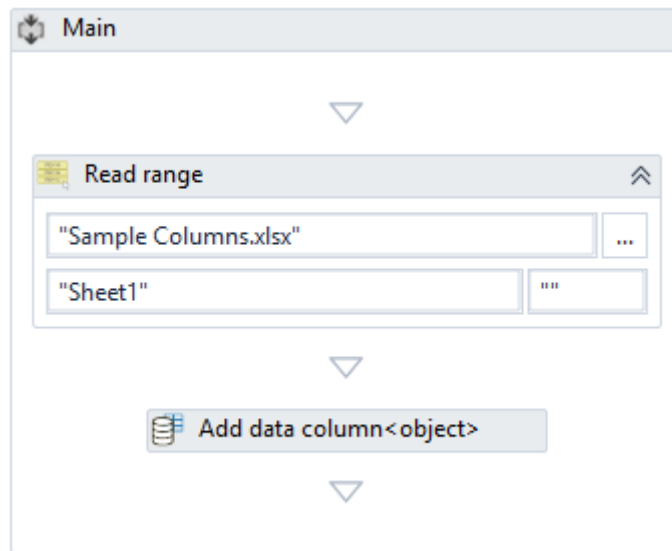 Main
Read range
"Sample Columns.xlsx"
...
"Sheet1"
""
Add data column<object>